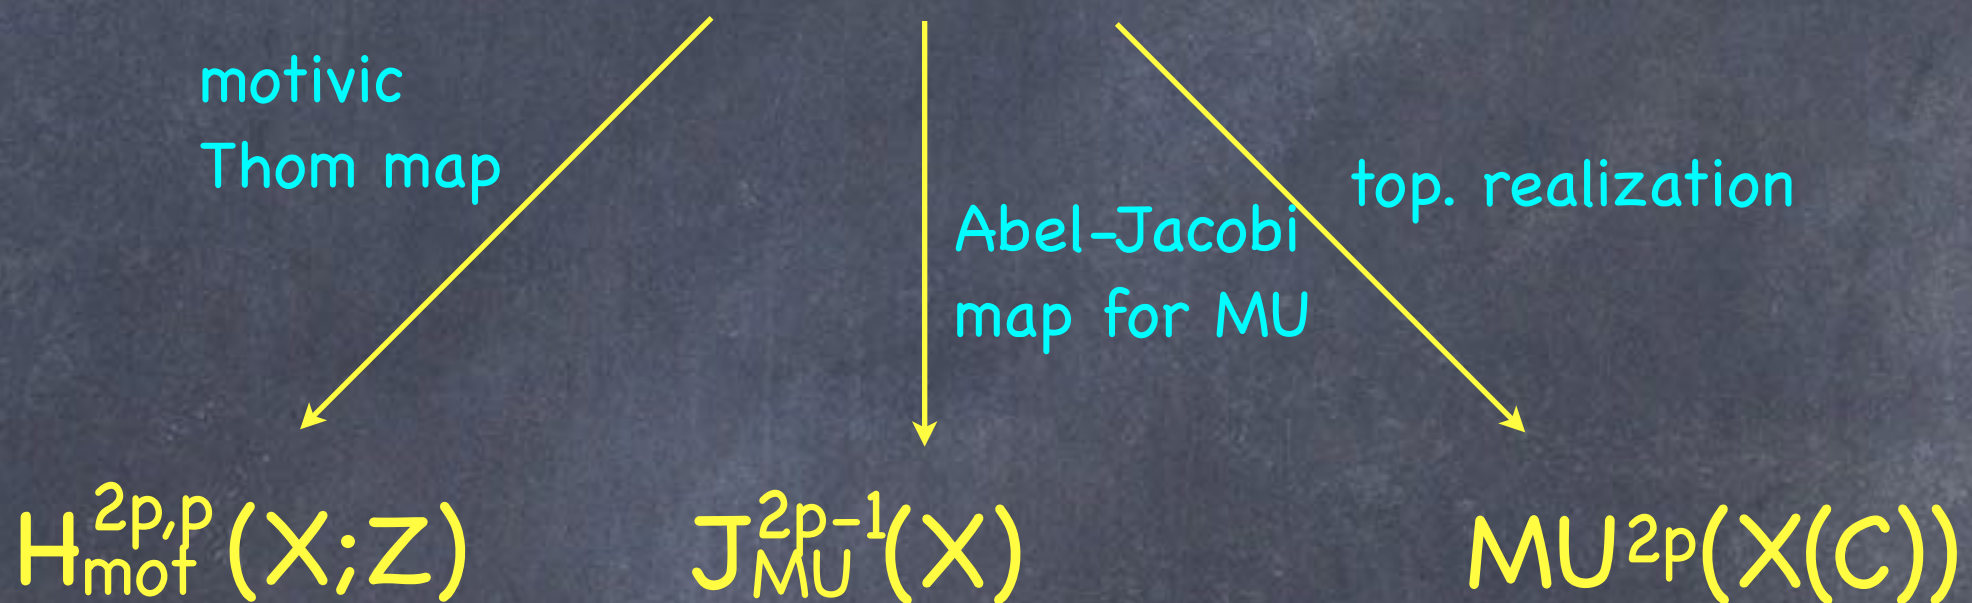 motivic
Thom map
top. realization
Abel-Jacobi
map for MU
H^{2p,p}_{mot}(X;Z)
J^{2p-1}_{MU}(X)
MU^{2p}(X(C))